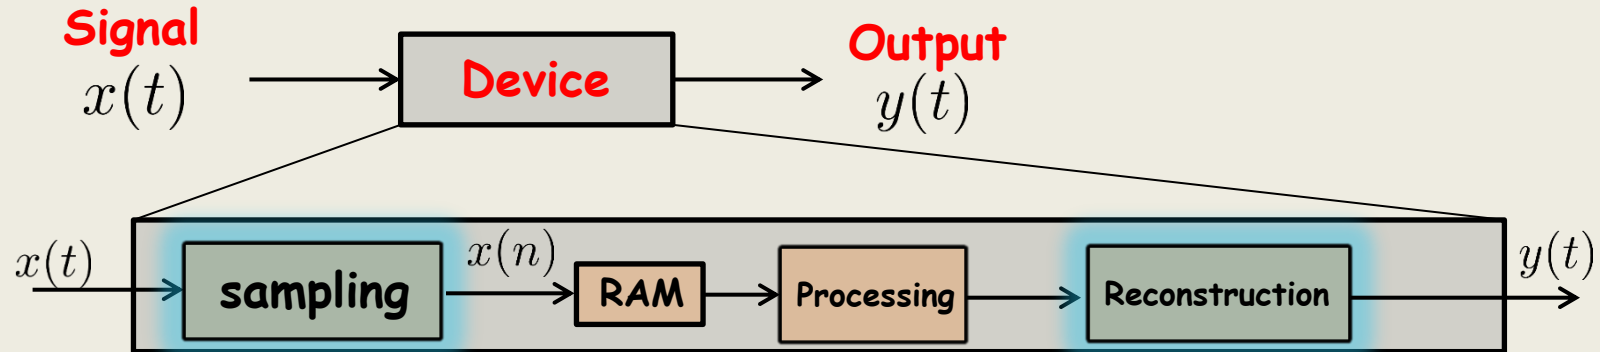 Signal
x(t)
Device
Output
y(t)
x(t)
sampling
x(n)
RAM
Processing
Reconstruction
y(t)